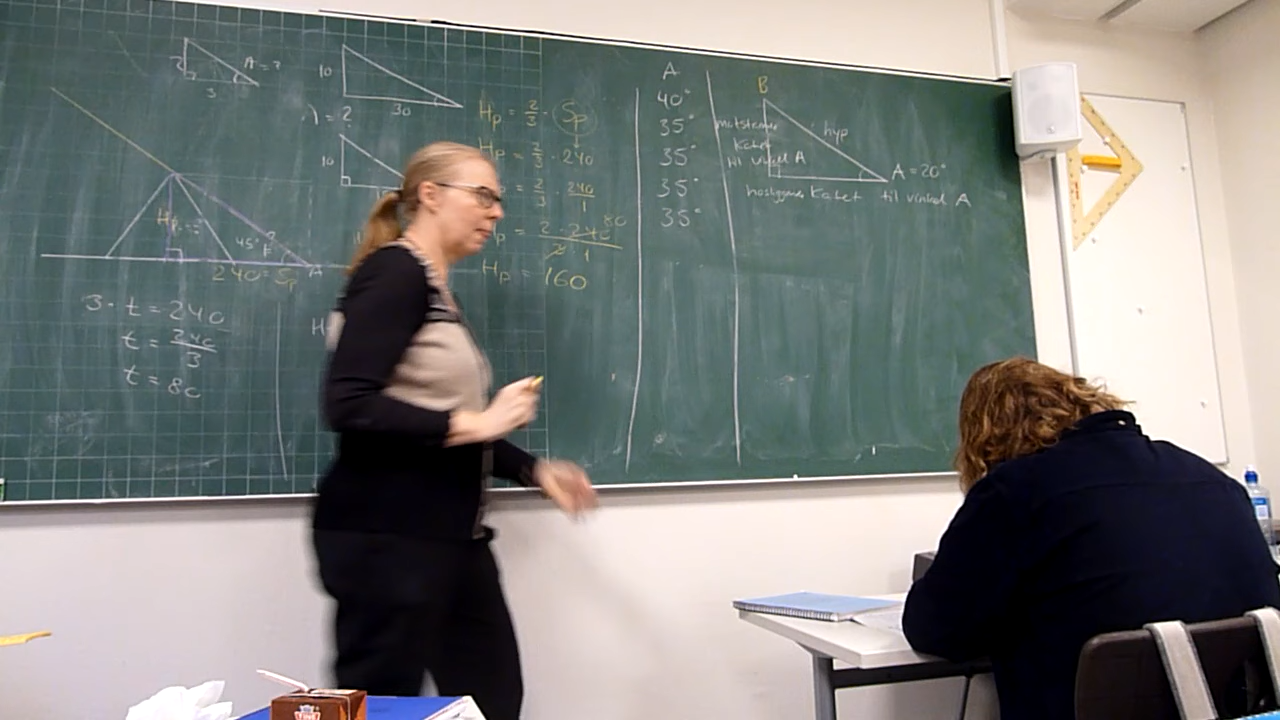 A = ?
2
3
10
30
) = ?
10
Hp = ?
45°
240 = Sp
A
3 · t = 240
t = 240/3
t = 80
H
Hp = 2/3 · Sp
Hp = 2/3 · 240
p = 2/3 · 240/1
p = 2 · 240 80 / 3 · 1
Hp = 160
A
40°
35°
35°
35°
35°
B
hyp
Katet
til vinkel A
A = 20°
hosliggende Katet til vinkel A